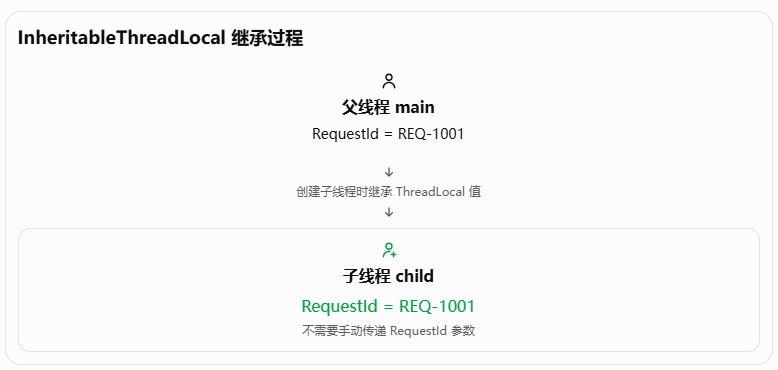 InheritableThreadLocal 继承过程
父线程 main
RequestId = REQ-1001
创建子线程时继承 ThreadLocal 值
子线程 child
RequestId = REQ-1001
不需要手动传递 RequestId 参数